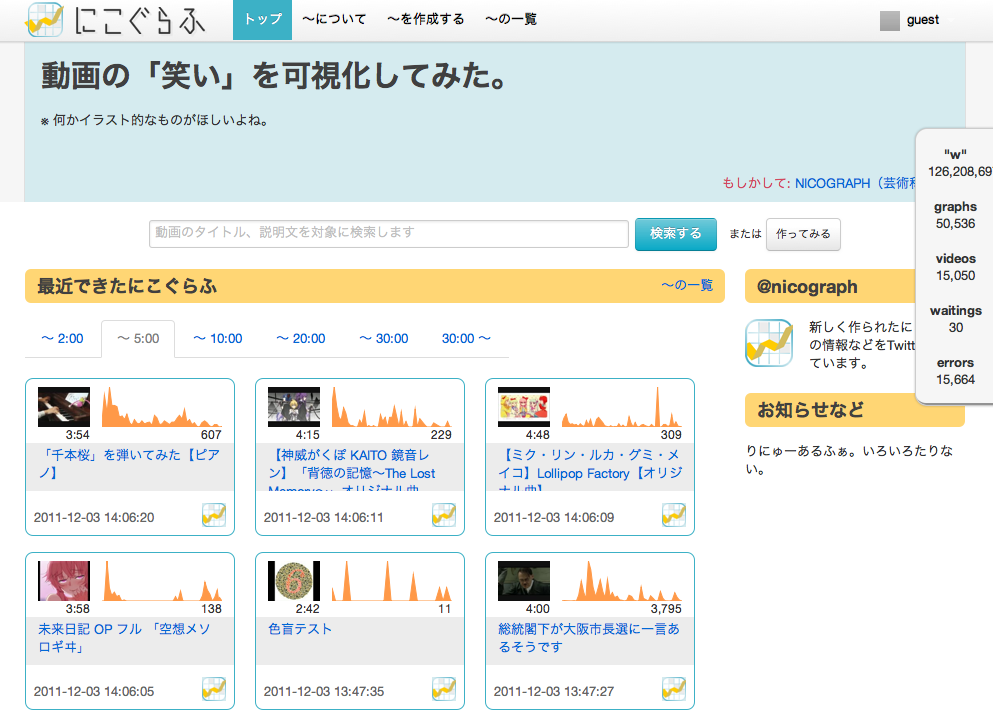 にこぐらふ トップ ～について ～を作成する ～の一覧 guest
動画の「笑い」を可視化してみた。
※ 何かイラスト的なものがほしいよね。
もしかして: NICOGRAPH（芸術
"w"
126,208,69
graphs
50,536
videos
15,050
waitings
30
errors
15,664
動画のタイトル、説明文を対象に検索します 検索する または 作ってみる
最近できたにこぐらふ ～の一覧
～ 2:00 ～ 5:00 ～ 10:00 ～ 20:00 ～ 30:00 30:00 ～
3:54 607
「千本桜」を弾いてみた【ピア
ノ】
2011-12-03 14:06:20
4:15 229
【神威がくぽ KAITO 鏡音レ
ン】「背徳の記憶～The Lost
2011-12-03 14:06:11
4:48 309
【ミク・リン・ルカ・グミ・メ
イコ】Lollipop Factory【オリジ
ナル曲】
2011-12-03 14:06:09
3:58 138
未来日記 OP フル 「空想メソ
ロギヰ」
2011-12-03 14:06:05
2:42 11
色盲テスト
2011-12-03 13:47:35
4:00 3,795
総統閣下が大阪市長選に一言あ
るそうです
2011-12-03 13:47:27
@nicograph
新しく作られたに
の情報などをTwitt
ています。
お知らせなど
りにゅーあるふぁ。いろいろたりな
い。